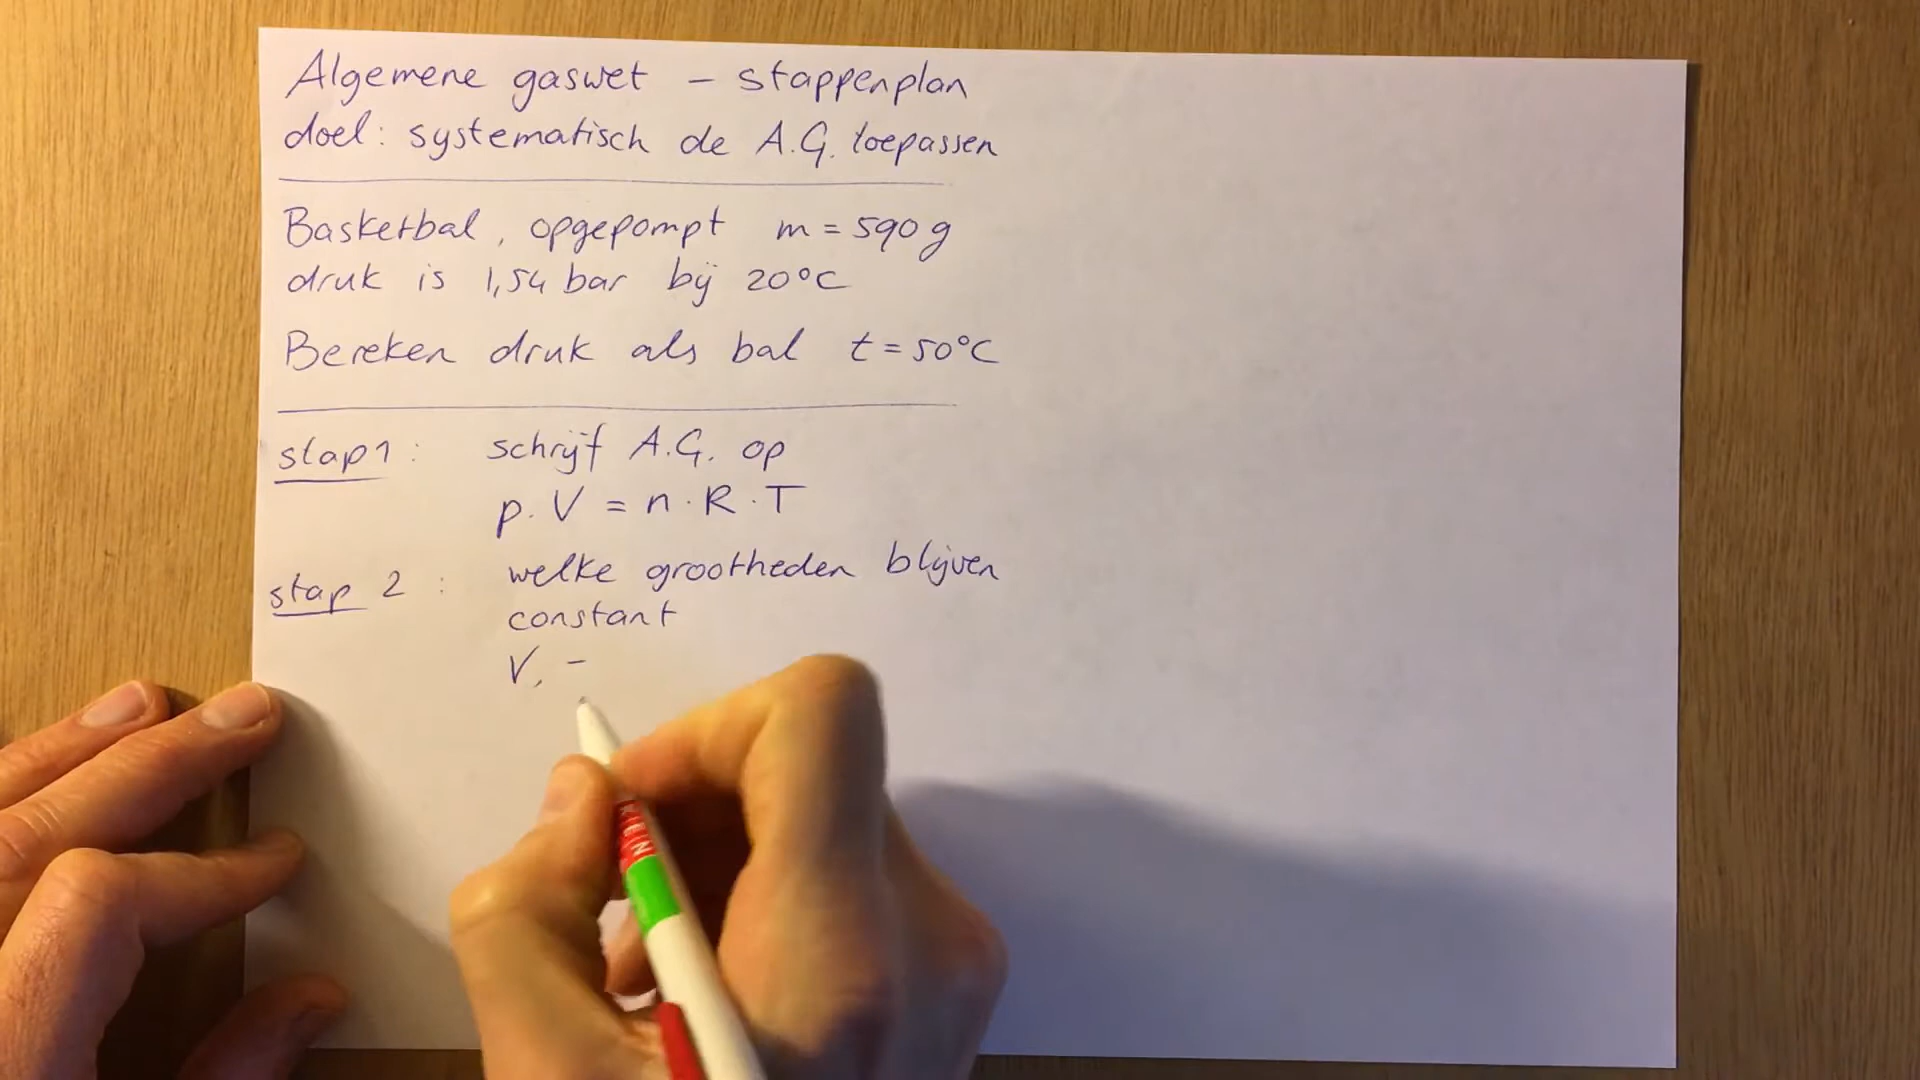 Algemene gaswet - stappenplan
doel: systematisch de A.G. toepassen
Basketbal, opgepompt m = 590 g
druk is 1,54 bar bij 20°C
Bereken druk als bal t = 50°C
stap 1: schrijf A.G. op
p. V = n · R · T
stap 2: welke grootheden blijven
constant
V, -